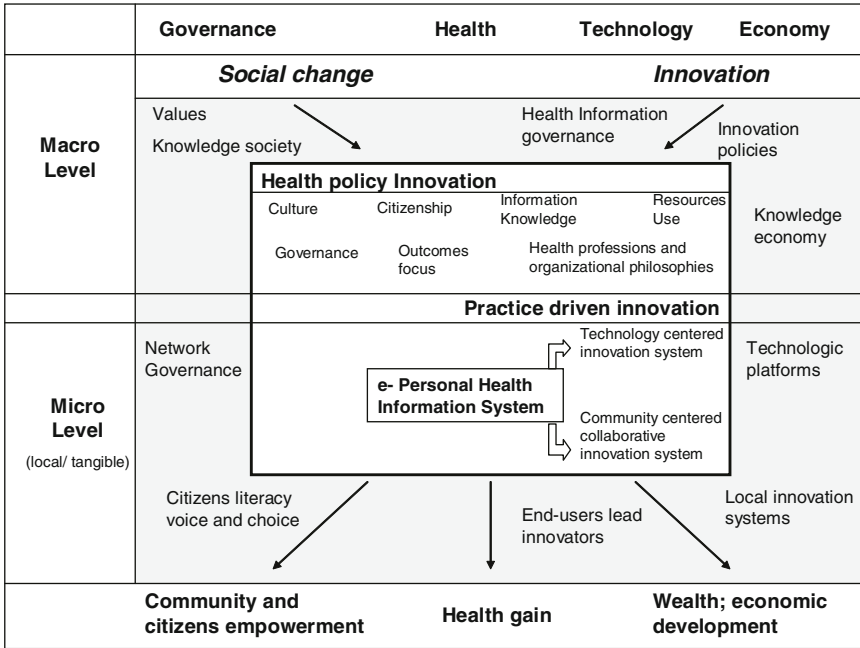 Governance Health Technology Economy
Social change Innovation
Macro
Level
Values
Knowledge society
Health Information
governance
Innovation
policies
Knowledge
economy
Health policy Innovation
Culture Citizenship
Information
Knowledge
Resources
Use
Governance
Outcomes
focus
Health professions and
organizational philosophies
Practice driven innovation
Micro
Level
(local/ tangible)
Network
Governance
e- Personal Health
Information System
Technology centered
innovation system
Community centered
collaborative
innovation system
Technologic
platforms
Citizens literacy
voice and choice
End-users lead
innovators
Local innovation
systems
Community and
citizens empowerment
Health gain
Wealth; economic
development